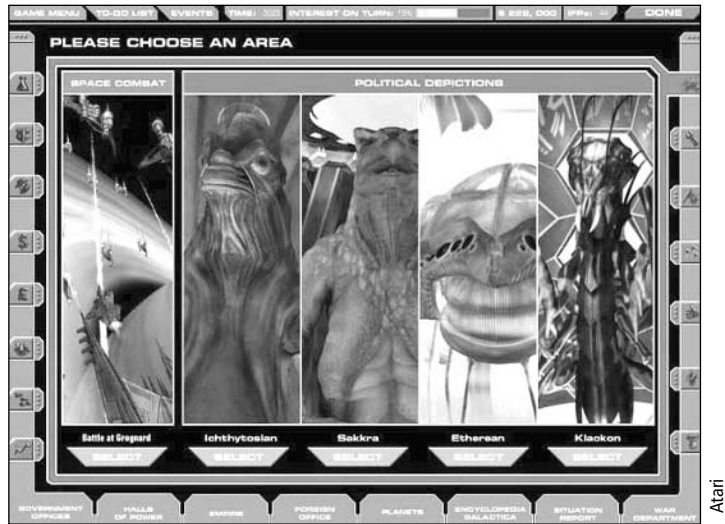 GAME MENU TO-DO LIST EVENTS TIME: INTEREST ON TURN: DONE
PLEASE CHOOSE AN AREA
SPACE COMBAT POLITICAL DEPICTIONS
Battle at Grognard Ichthytosian Sakkra Etherean Klackon
SELECT SELECT SELECT SELECT SELECT
GOVERNMENT OFFICES HALLS OF POWER EMPIRE FOREIGN OFFICE PLANETS ENCYCLOPEDIA GALACTICA SITUATION REPORT WAR DEPARTMENT
Atari